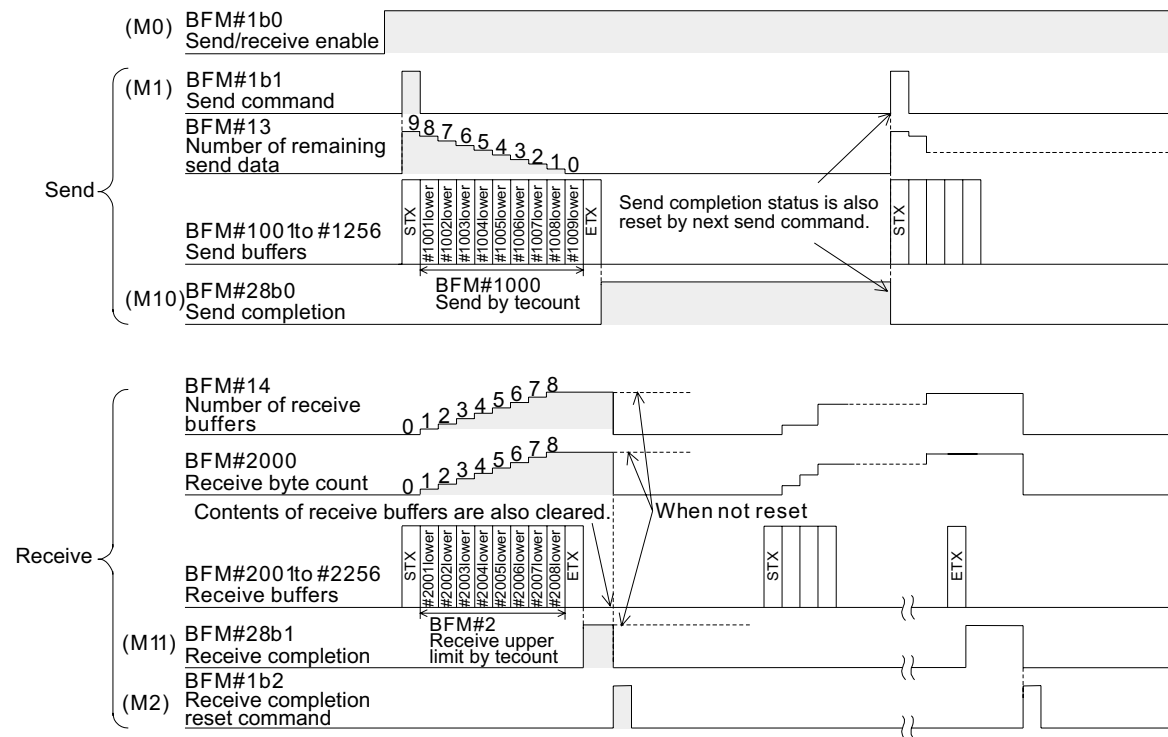 (M0)
BFM#1b0
Send/receive enable
(M1)
BFM#1b1
Send command
BFM#13
Number of remaining
send data
9 8 7 6 5 4 3 2 1 0
Send
BFM#1001to #1256
Send buffers
STX
#1001lower
#1002lower
#1003lower
#1004lower
#1005lower
#1006lower
#1007lower
#1008lower
#1009lower
ETX
Send completion status is also
reset by next send command.
STX
BFM#1000
Send by tecount
(M10)
BFM#28b0
Send completion
BFM#14
Number of receive
buffers
0 1 2 3 4 5 6 7 8
BFM#2000
Receive byte count
0 1 2 3 4 5 6 7 8
Contents of receive buffers are also cleared.
When not reset
Receive
BFM#2001to #2256
Receive buffers
STX
#2001lower
#2002lower
#2003lower
#2004lower
#2005lower
#2006lower
#2007lower
#2008lower
ETX
STX
ETX
BFM#2
Receive upper
limit by tecount
(M11)
BFM#28b1
Receive completion
(M2)
BFM#1b2
Receive completion
reset command